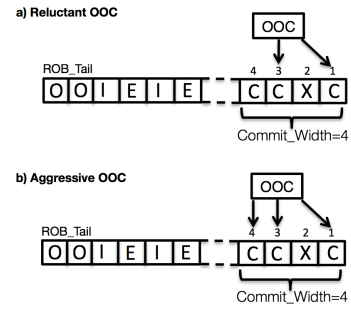 a) Reluctant OOC
OOC
ROB_Tail
4 3 2 1
O O I E I E C C X C
Commit_Width=4
b) Aggressive OOC
OOC
ROB_Tail
4 3 2 1
O O I E I E C C X C
Commit_Width=4